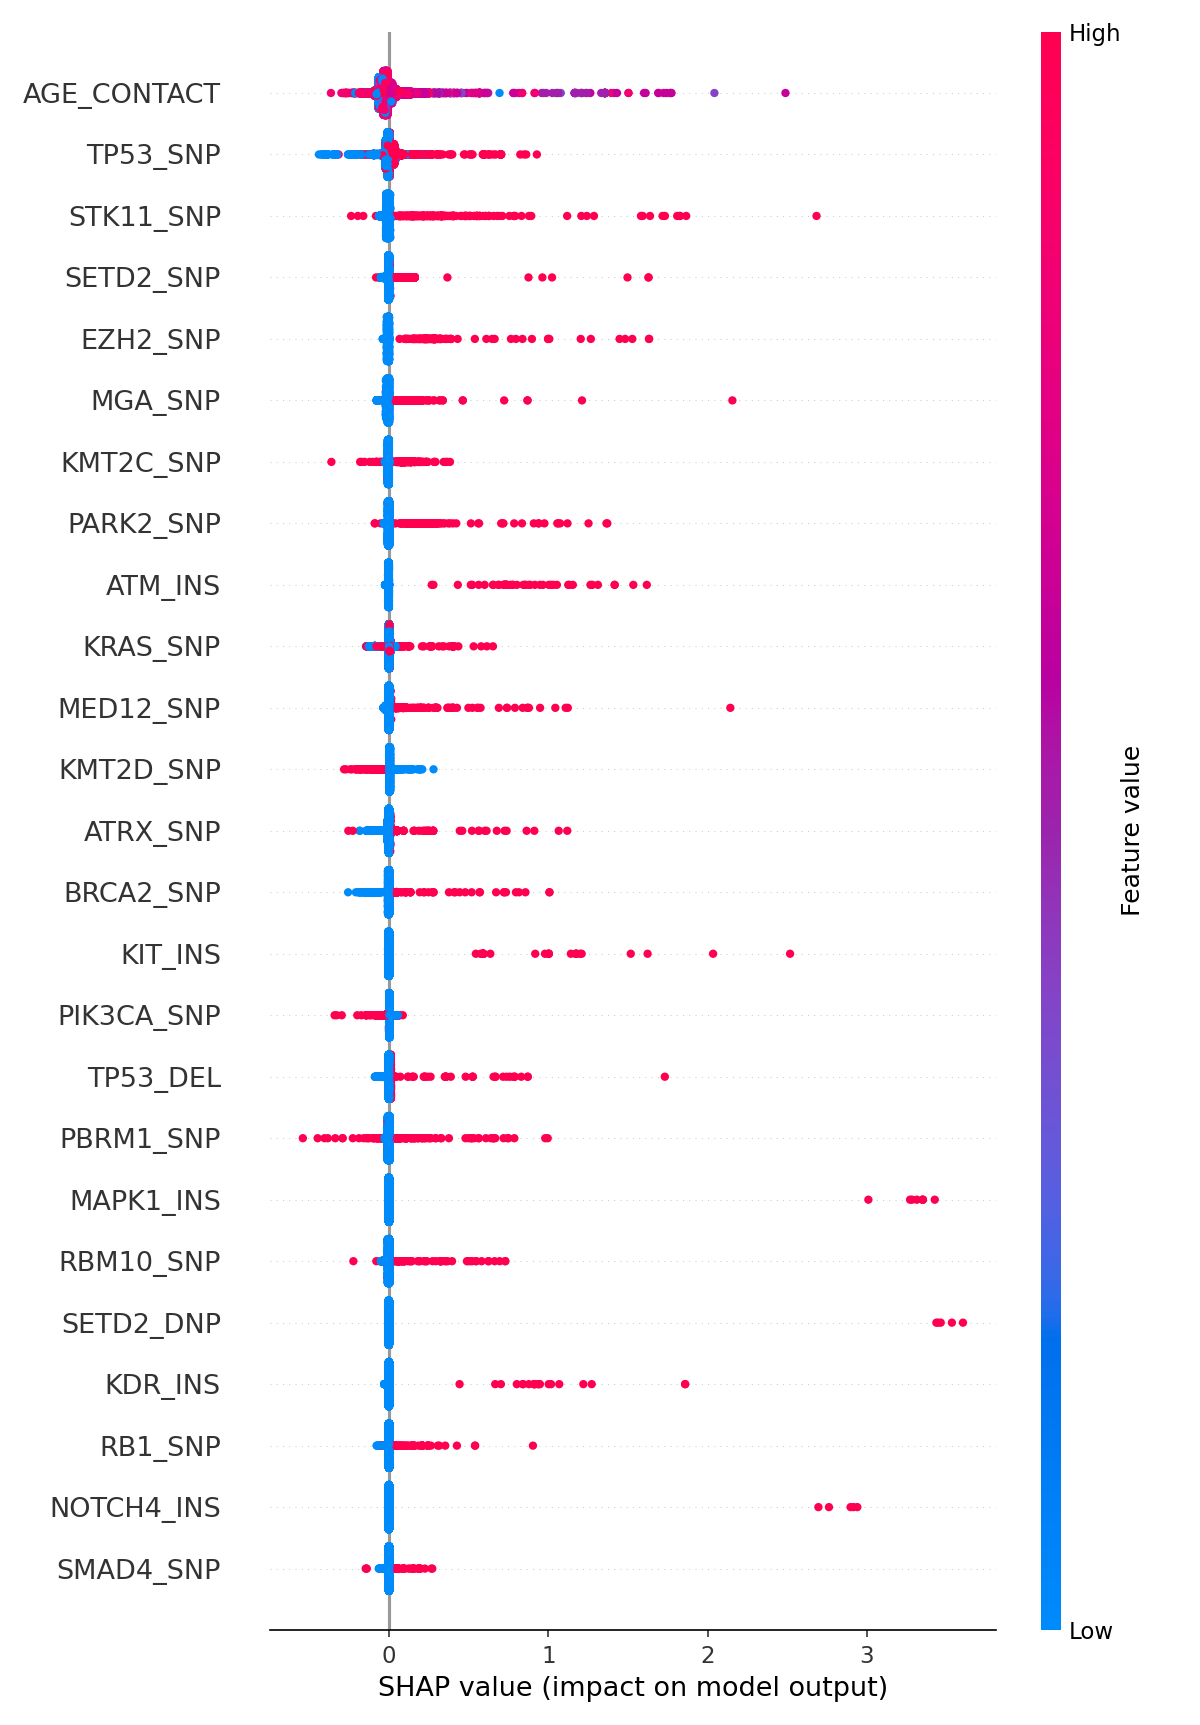 High
AGE_CONTACT
TP53_SNP
STK11_SNP
SETD2_SNP
EZH2_SNP
MGA_SNP
KMT2C_SNP
PARK2_SNP
ATM_INS
KRAS_SNP
MED12_SNP
KMT2D_SNP
ATRX_SNP
BRCA2_SNP
KIT_INS
PIK3CA_SNP
TP53_DEL
PBRM1_SNP
MAPK1_INS
RBM10_SNP
SETD2_DNP
KDR_INS
RB1_SNP
NOTCH4_INS
SMAD4_SNP
Feature value
Low
0 1 2 3
SHAP value (impact on model output)